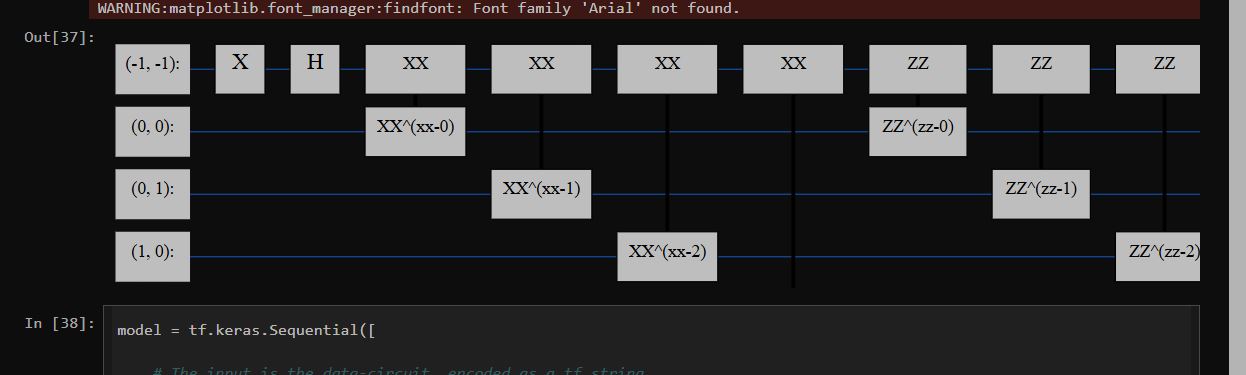 WARNING:matplotlib.font_manager:findfont: Font family 'Arial' not found.
Out[37]:
(-1, -1): X H XX XX XX XX ZZ ZZ ZZ
(0, 0): XX^(xx-0) ZZ^(zz-0)
(0, 1): XX^(xx-1) ZZ^(zz-1)
(1, 0): XX^(xx-2) ZZ^(zz-2)
In [38]: model = tf.keras.Sequential([
# The input is the data-circuit, encoded as a tf.string